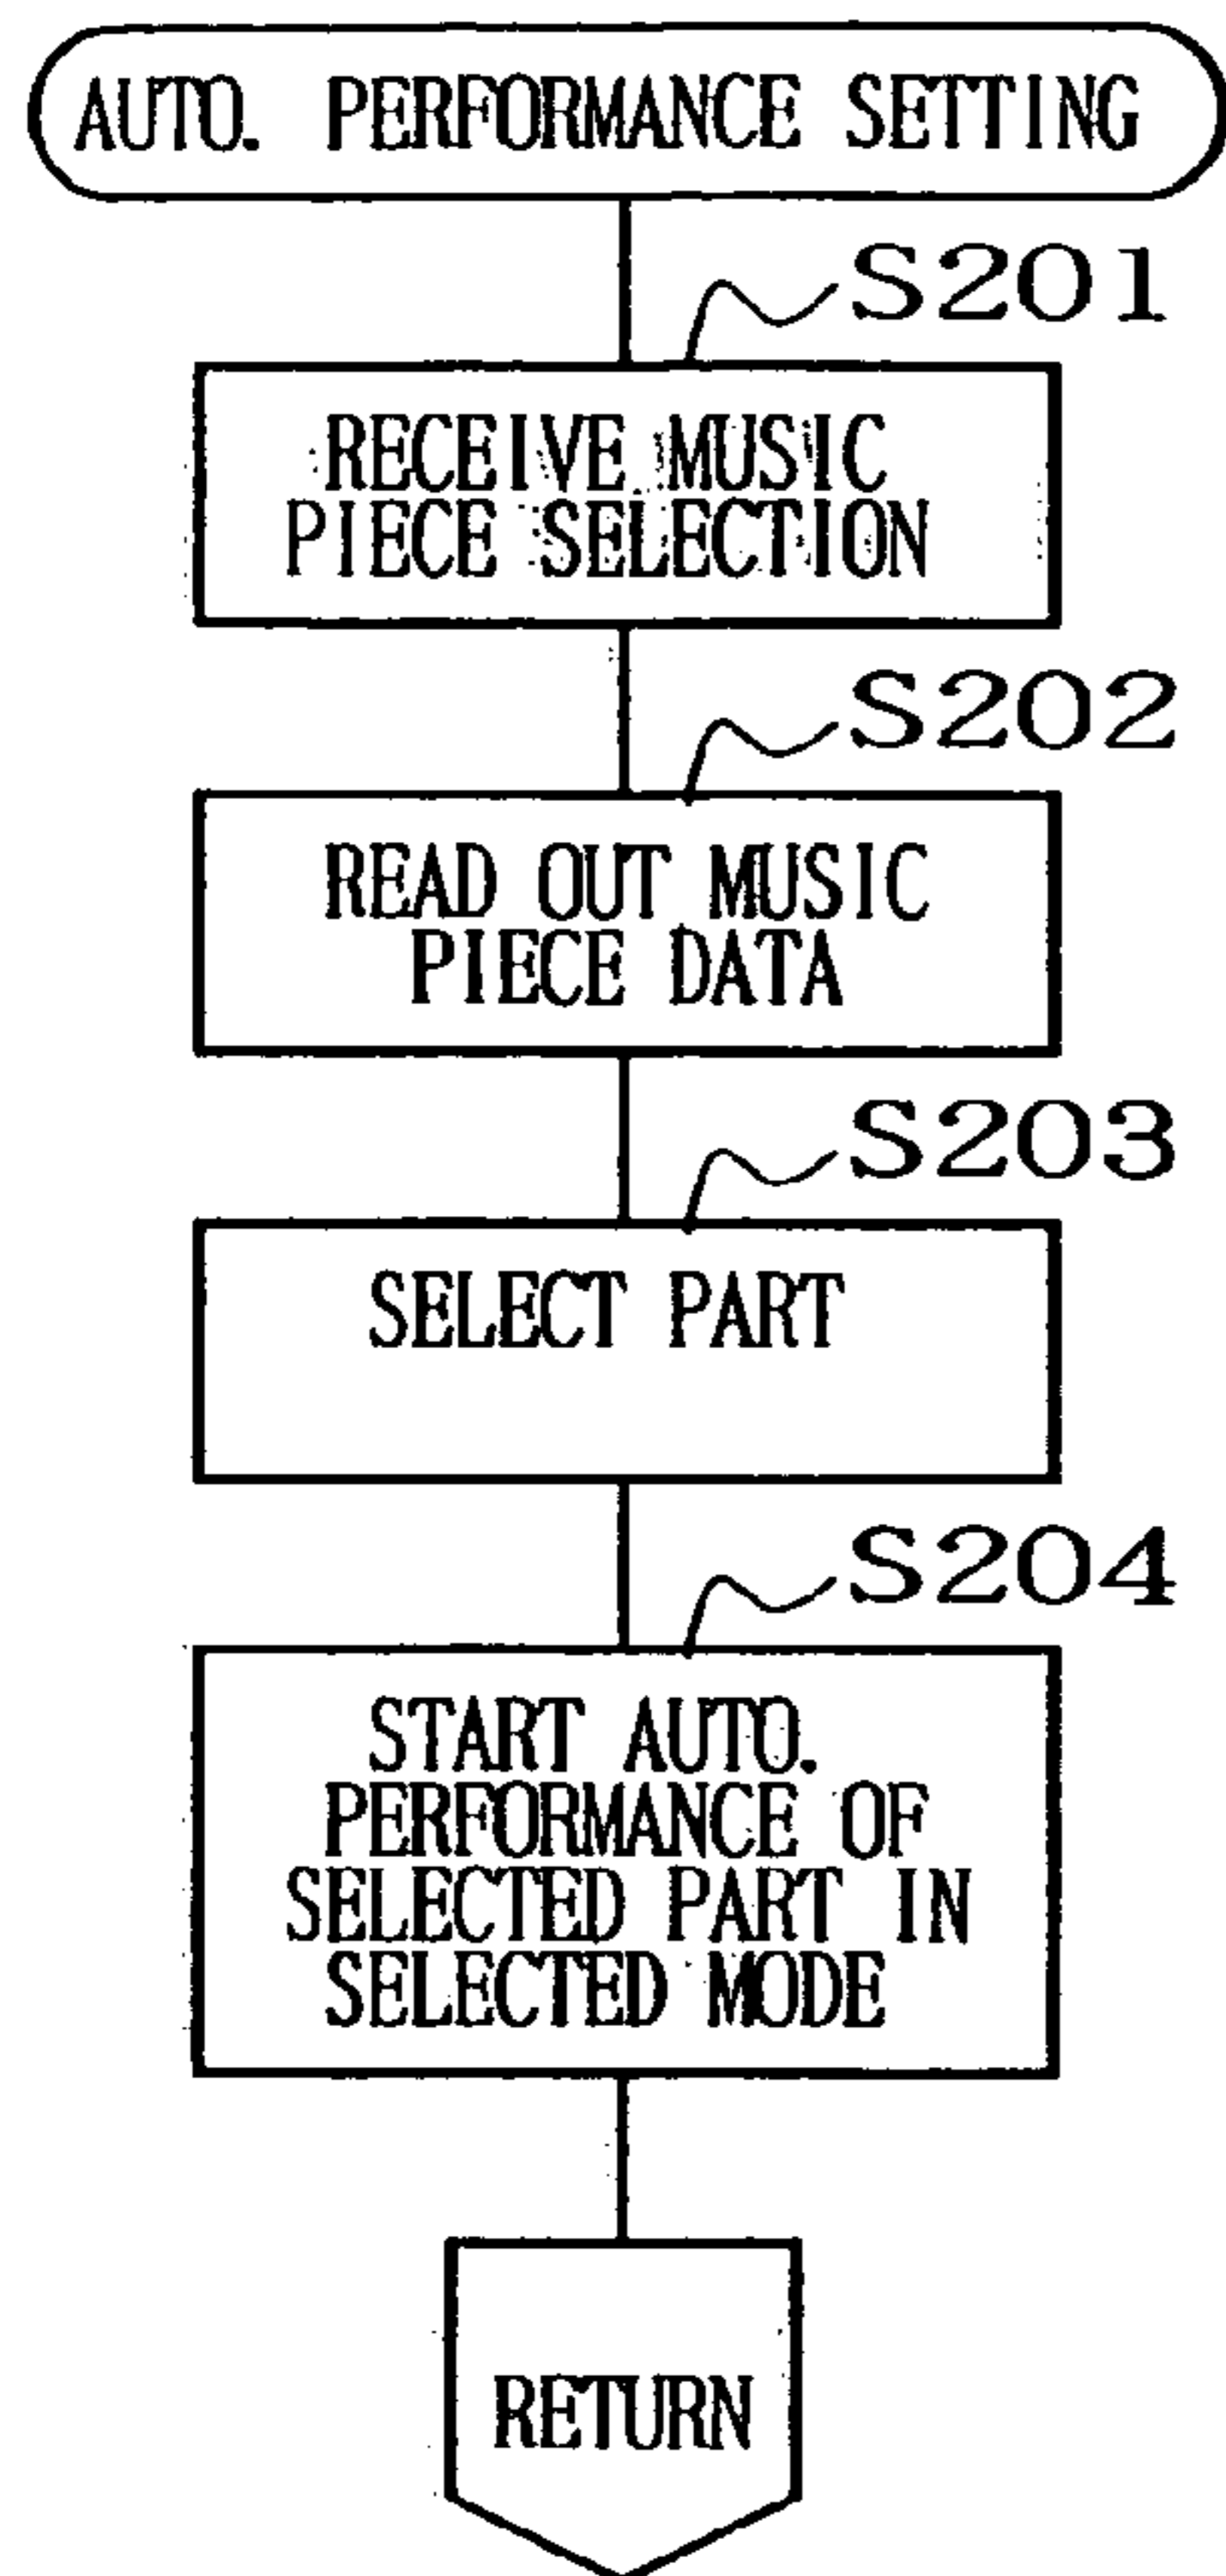 AUTO. PERFORMANCE SETTING
S201
RECEIVE MUSIC
PIECE SELECTION
S202
READ OUT MUSIC
PIECE DATA
S203
SELECT PART
S204
START AUTO.
PERFORMANCE OF
SELECTED PART IN
SELECTED MODE
RETURN